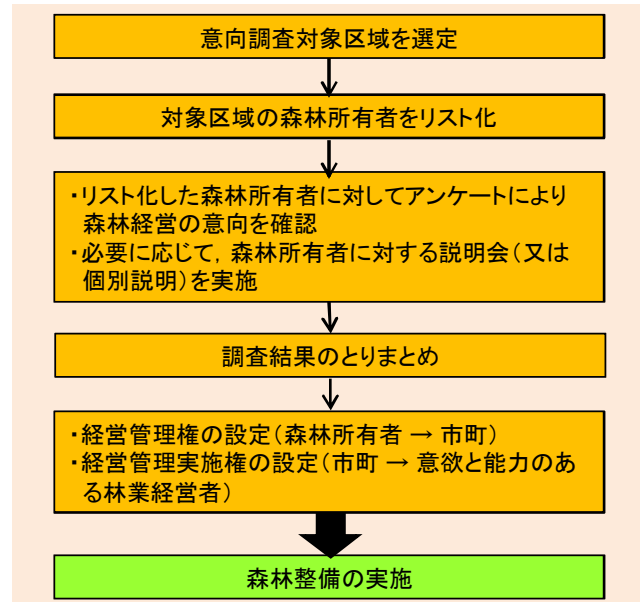 意向調査対象区域を選定
対象区域の森林所有者をリスト化
・リスト化した森林所有者に対してアンケートにより
森林経営の意向を確認
・必要に応じて，森林所有者に対する説明会（又は
個別説明）を実施
調査結果のとりまとめ
・経営管理権の設定（森林所有者 → 市町）
・経営管理実施権の設定（市町 → 意欲と能力のあ
る林業経営者）
森林整備の実施